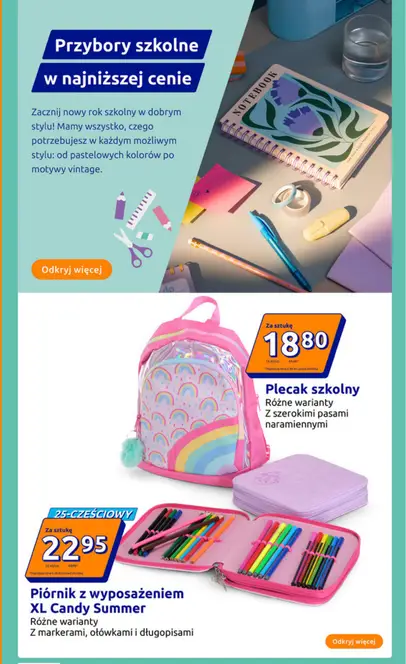 Przybory szkolne
w najniższej cenie
Zacznij nowy rok szkolny w dobrym
stylu! Mamy wszystko, czego
potrzebujesz w każdym możliwym
stylu: od pastelowych kolorów po
motywy vintage.
NOTEBOOK
Odkryj więcej
Za sztukę
18 80
Plecak szkolny
Różne warianty
Z szerokimi pasami
naramiennymi
25-CZĘŚCIOWY
Za sztukę
22 95
Piórnik z wyposażeniem
XL Candy Summer
Różne warianty
Z markerami, ołówkami i długopisami
Odkryj więcej